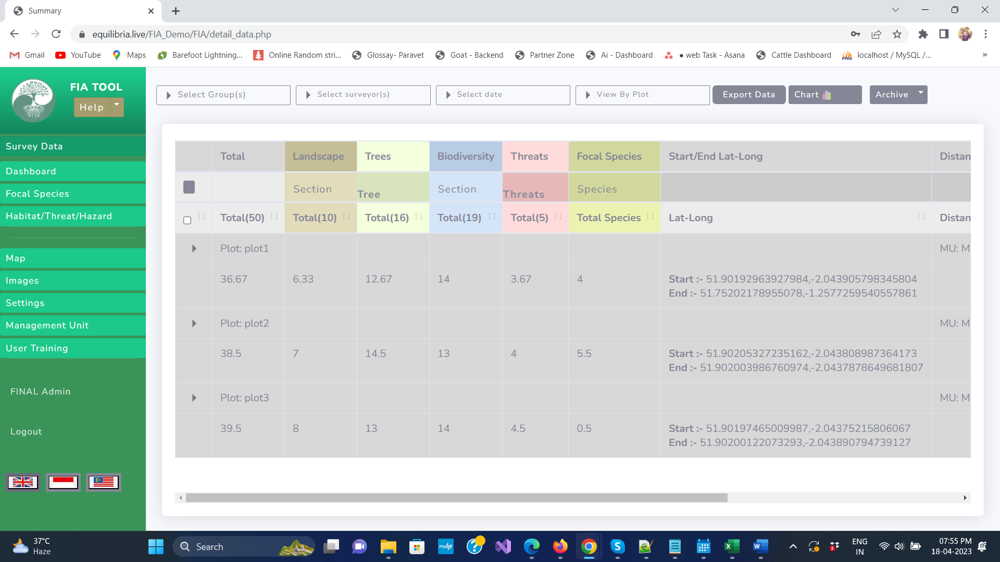 Summary
equilibria.live/FIA_Demo/FIA/detail_data.php
Gmail
YouTube
Maps
Barefoot Lightning...
Online Random stri...
Glossay- Paravet
Goat - Backend
Partner Zone
Ai - Dashboard
● web Task - Asana
Cattle Dashboard
PMA
localhost / MySQL /...
»
FIA TOOL
Help
Survey Data
Dashboard
Focal Species
Habitat/Threat/Hazard
Map
Images
Settings
Management Unit
User Training
FINAL Admin
Logout
Select Group(s)
Select surveyor(s)
Select date
View By Plot
Export Data
Chart
Archive
Total Landscape Trees Biodiversity Threats Focal Species Start/End Lat-Long Distan
Section Tree Section Threats Species
Total(50) Total(10) Total(16) Total(19) Total(5) Total Species Lat-Long Distan
Plot: plot1 MU: M
36.67 6.33 12.67 14 3.67 4 Start :- 51.90192963927984,-2.043905798345804
End :- 51.75202178955078,-1.2577259540557861
Plot: plot2 MU: M
38.5 7 14.5 13 4 5.5 Start :- 51.90205327235162,-2.043808987364173
End :- 51.902003986760974,-2.0437878649681807
Plot: plot3 MU: M
39.5 8 13 14 4.5 0.5 Start :- 51.90197465009987,-2.04375215806067
End :- 51.90200122073293,-2.043890794739127
37°C
Haze
Search
myhp
3
ENG
IN
07:55 PM
18-04-2023